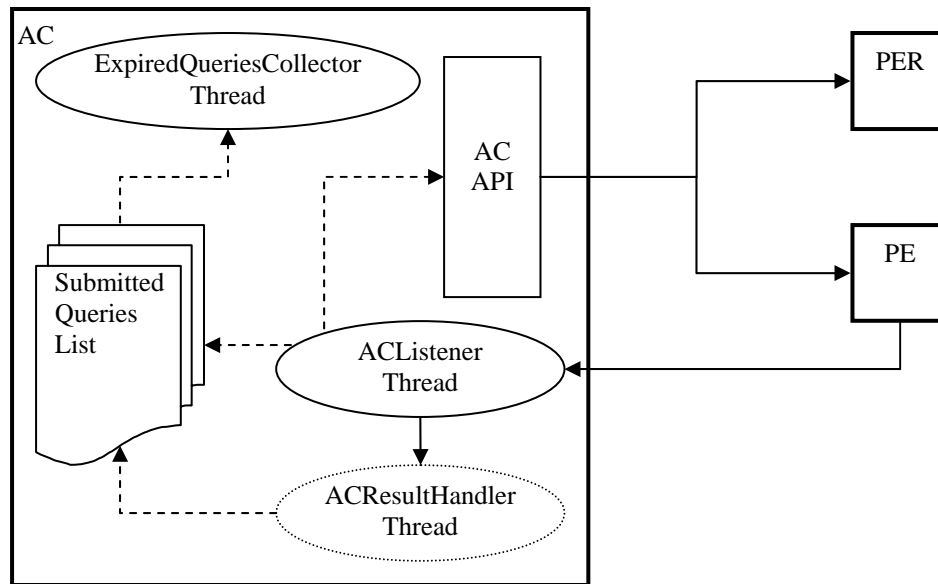 AC
ExpiredQueriesCollector
Thread
AC
API
PER
PE
Submitted
Queries
List
ACListener
Thread
ACResultHandler
Thread